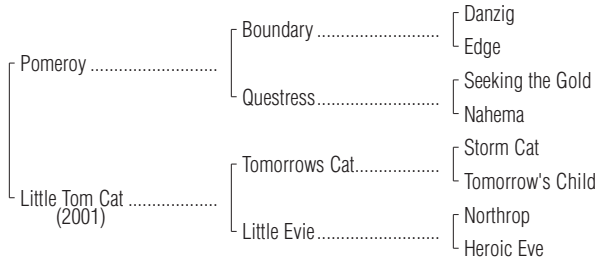 Danzig
Boundary ..............................
Edge
Pomeroy ...............................
Seeking the Gold
Questress..............................
Nahema
Storm Cat
Tomorrows Cat.....................
Tomorrow's Child
Little Tom Cat ......................
(2001)
Northrop
Little Evie..............................
Heroic Eve